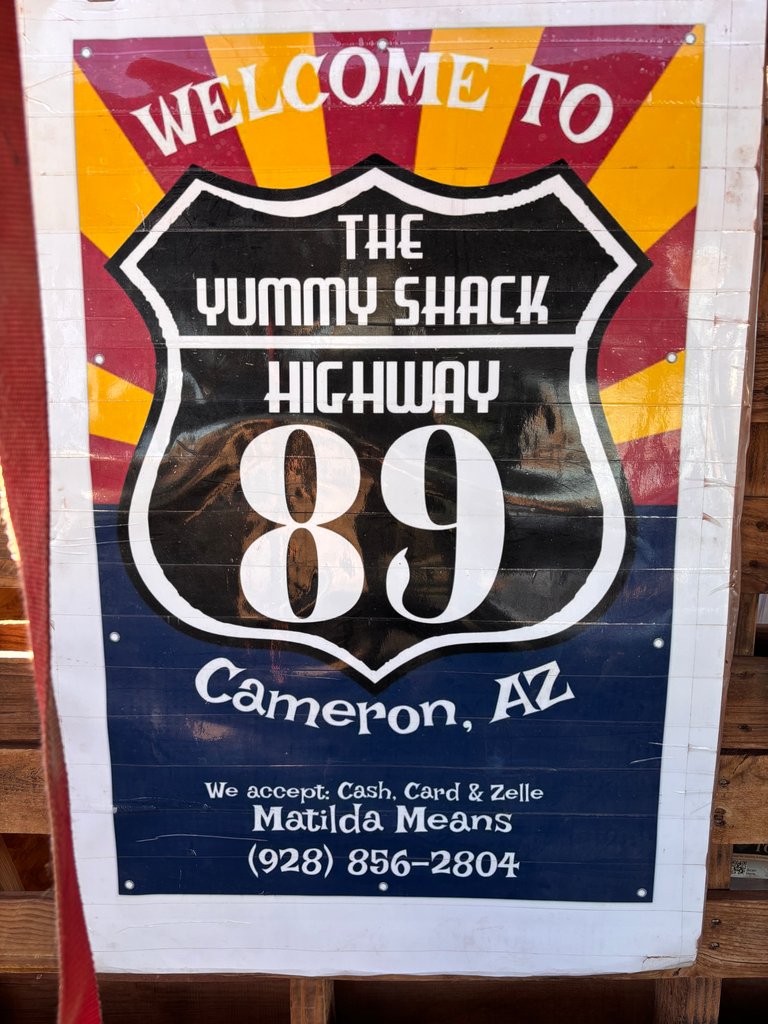 WELCOME TO
THE
YUMMY SHACK
HIGHWAY
89
Cameron, AZ
We accept: Cash, Card & Zelle
Matilda Means
(928) 856-2804